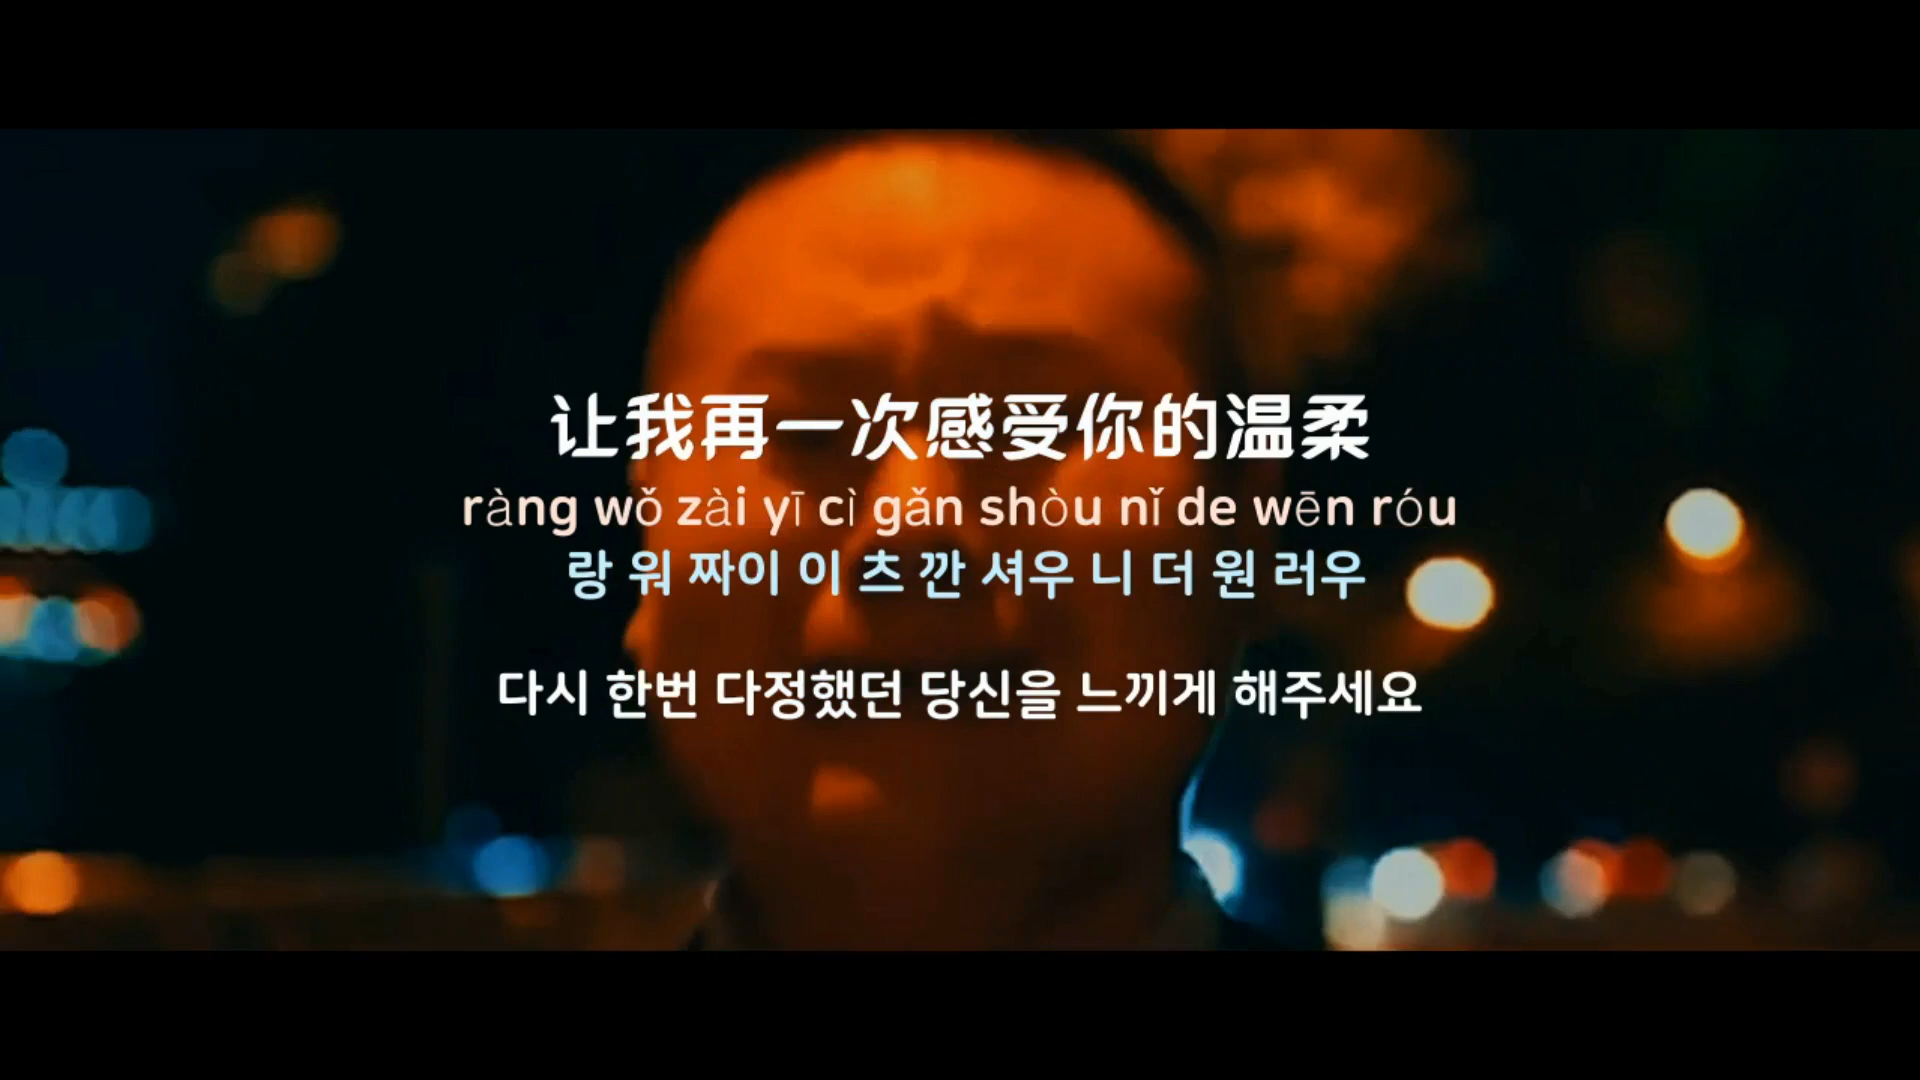 让我再一次感受你的温柔
ràng wǒ zài yī cì gǎn shòu nǐ de wēn róu
랑 워 짜이 이 츠 깐 셔우 니 더 원 러우
다시 한번 다정했던 당신을 느끼게 해주세요